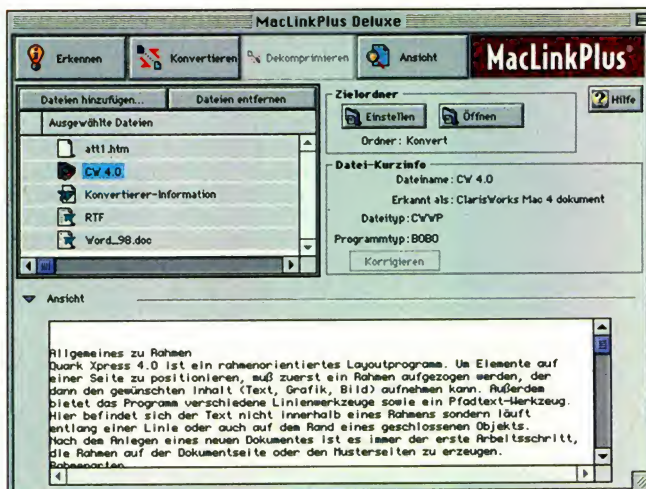 MacLinkPlus Deluxe
Erkennen
Konvertieren
Dekomprimieren
Ansicht
MacLinkPlus®
Dateien hinzufügen...
Dateien entfernen
Ausgewählte Dateien
att1.htm
CW 4.0
Konvertierer-Information
RTF
Word_98.doc
Zielordner
Einstellen
Öffnen
Hilfe
Ordner: Konvert
Datei-Kurzinfo
Dateiname: CW 4.0
Erkannt als: ClarisWorks Mac 4 dokument
Dateityp: CWWP
Programmtyp: BOBO
Korrigieren
Ansicht
Allgemeines zu Rahmen
Quark Xpress 4.0 ist ein rahmenorientiertes Layoutprogramm. Um Elemente auf
einer Seite zu positionieren, muß zuerst ein Rahmen aufgezogen werden, der
dann den gewünschten Inhalt (Text, Grafik, Bild) aufnehmen kann. Außerdem
bietet das Programm verschiedene Linienwerkzeuge sowie ein Pfadtext-Werkzeug.
Hier befindet sich der Text nicht innerhalb eines Rahmens sondern läuft
entlang einer Linie oder auch auf dem Rand eines geschlossenen Objekts.
Nach dem Anlegen eines neuen Dokumentes ist es immer der erste Arbeitsschritt,
die Rahmen auf der Dokumentseite oder den Musterseiten zu erzeugen.
Rahmenarten